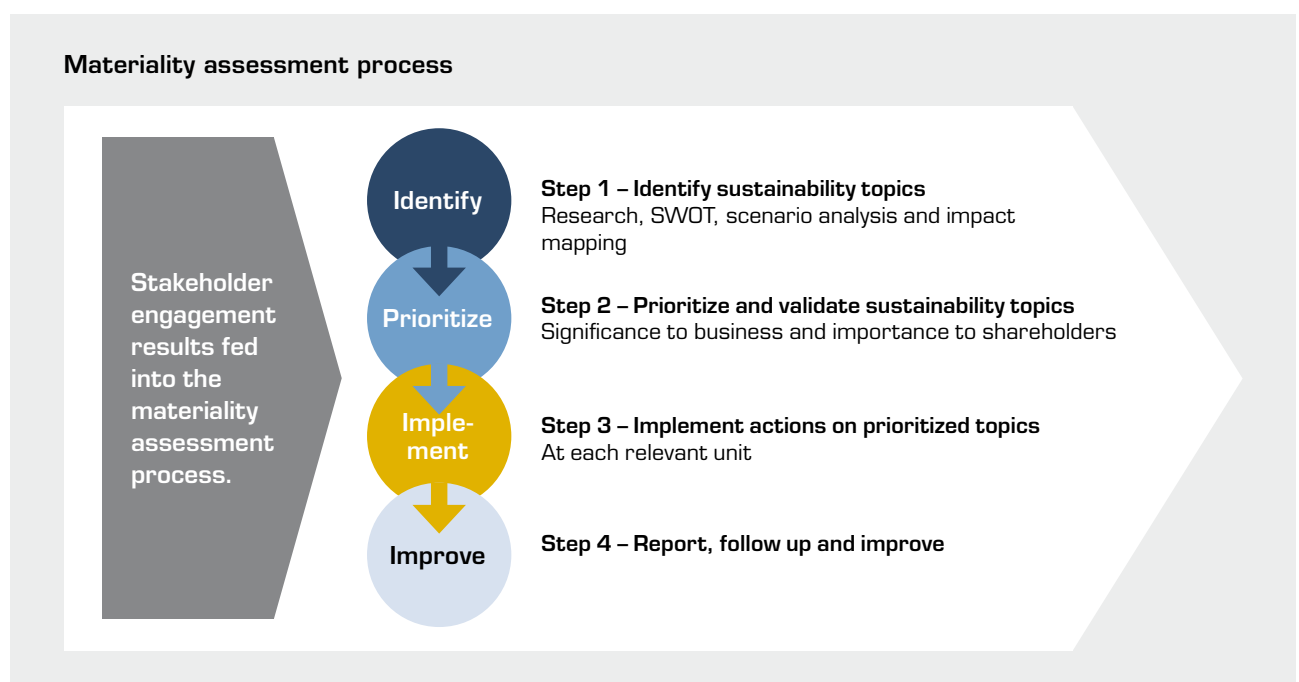 Materiality assessment process
Stakeholder
engagement
results fed
into the
materiality
assessment
process.
Identify
Step 1 – Identify sustainability topics
Research, SWOT, scenario analysis and impact
mapping
Prioritize
Step 2 – Prioritize and validate sustainability topics
Significance to business and importance to shareholders
Imple-
ment
Step 3 – Implement actions on prioritized topics
At each relevant unit
Improve
Step 4 – Report, follow up and improve